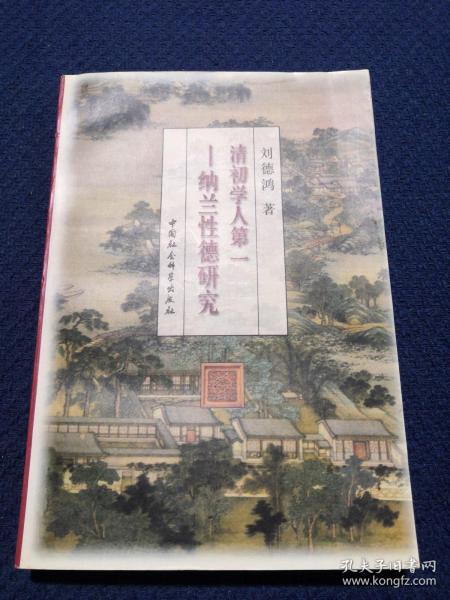 刘德鸿 著
清初学人第一
—纳兰性德研究
中国社会科学出版社
孔夫子旧书网
www.kongfz.com